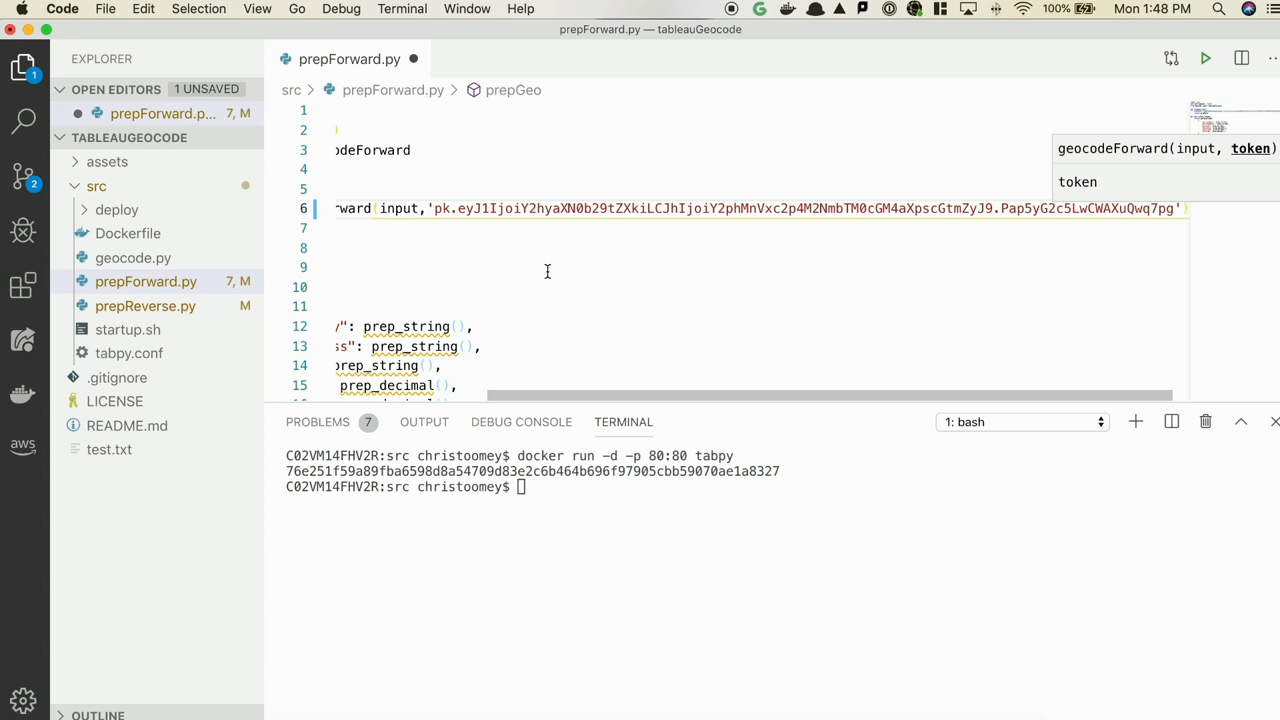 Code File Edit Selection View Go Debug Terminal Window Help 100% Mon 1:48 PM
prepForward.py — tableauGeocode
EXPLORER
OPEN EDITORS 1 UNSAVED
prepForward.p... 7, M
TABLEAUGEOCODE
assets
src
deploy
Dockerfile
geocode.py
prepForward.py 7, M
prepReverse.py M
startup.sh
tabpy.conf
.gitignore
LICENSE
README.md
test.txt
OUTLINE
1
2
prepForward.py
src > prepForward.py > prepGeo
1
2 )
3 odeForward
4
5
6 rward(input,'pk.eyJ1IjoiY2hyaXN0b29tZXkiLCJhIjoiY2phMnVxc2p4M2NmbTM0cGM4aXpscGtmZyJ9.Pap5yG2c5LwCWAXuQwq7pg')
7
8
9
10
11
12 y": prep_string(),
13 ss": prep_string(),
14 prep_string(),
15 prep_decimal(),
geocodeForward(input, token)
token
PROBLEMS 7 OUTPUT DEBUG CONSOLE TERMINAL 1: bash
C02VM14FHV2R:src christoomey$ docker run -d -p 80:80 tabpy
76e251f59a89fba6598d8a54709d83e2c6b464b696f97905cbb59070ae1a8327
C02VM14FHV2R:src christoomey$
aws